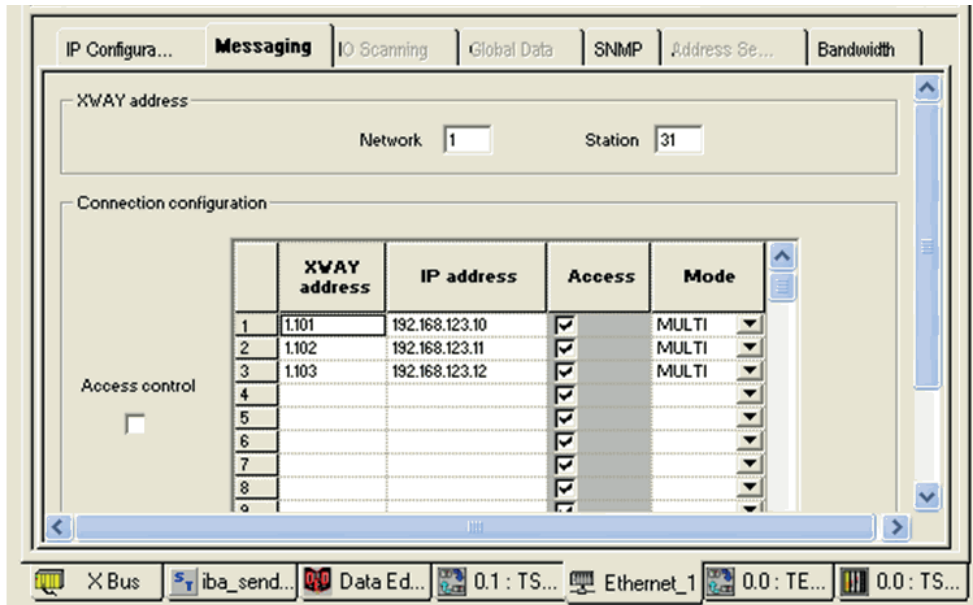 IP Configura... Messaging IO Scanning Global Data SNMP Address Se... Bandwidth
XWAY address
Network 1 Station 31
Connection configuration
XWAY address IP address Access Mode
1 1.101 192.168.123.10 MULTI
2 1.102 192.168.123.11 MULTI
3 1.103 192.168.123.12 MULTI
Access control
4
5
6
7
8
9
X Bus iba_send... Data Ed... 0.1 : TS... Ethernet_1 0.0 : TE... 0.0 : TS...